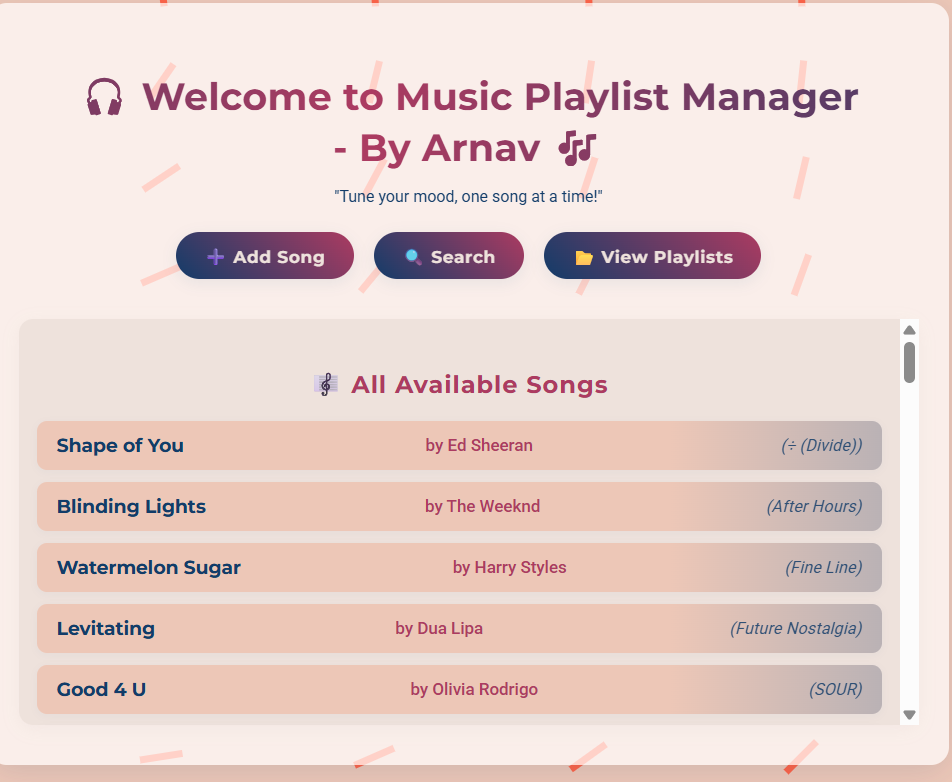 🎧 Welcome to Music Playlist Manager
- By Arnav 🎶
"Tune your mood, one song at a time!"
➕ Add Song 🔍 Search 📂 View Playlists
🎼 All Available Songs
Shape of You by Ed Sheeran (÷ (Divide))
Blinding Lights by The Weeknd (After Hours)
Watermelon Sugar by Harry Styles (Fine Line)
Levitating by Dua Lipa (Future Nostalgia)
Good 4 U by Olivia Rodrigo (SOUR)